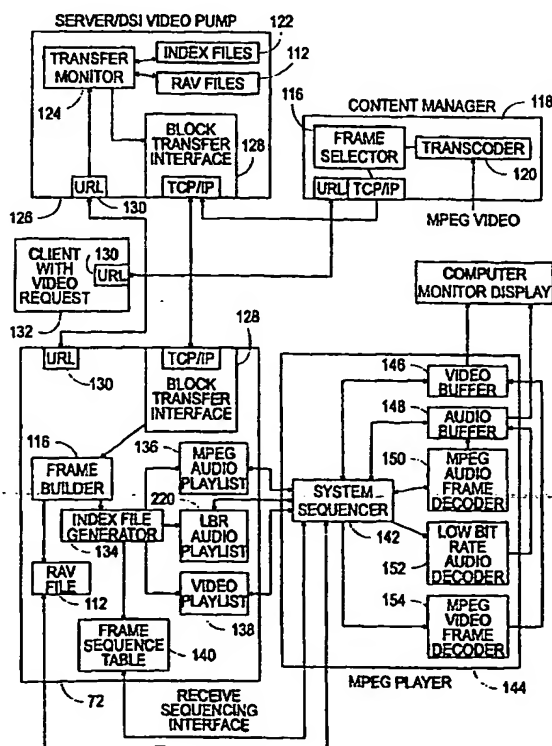 SERVER/DSI VIDEO PUMP
122
TRANSFER
MONITOR
124
INDEX FILES
RAV FILES
112
BLOCK
TRANSFER
INTERFACE
128
URL
TCP/IP
126
130
116
CONTENT MANAGER
118
FRAME
SELECTOR
TRANSCODER
120
URL
TCP/IP
MPEG VIDEO
CLIENT
WITH
VIDEO
REQUEST
130
URL
132
COMPUTER
MONITOR DISPLAY
URL
130
TCP/IP
128
BLOCK
TRANSFER
INTERFACE
116
FRAME
BUILDER
136
MPEG
AUDIO
PLAYLIST
220
INDEX FILE
GENERATOR
134
LBR
AUDIO
PLAYLIST
RAV
FILE
112
VIDEO
PLAYLIST
138
FRAME
SEQUENCE
TABLE
140
72
RECEIVE
SEQUENCING
INTERFACE
SYSTEM
SEQUENCER
142
146
VIDEO
BUFFER
148
AUDIO
BUFFER
150
MPEG
AUDIO
FRAME
DECODER
LOW BIT
RATE
AUDIO
DECODER
152
154
MPEG
VIDEO
FRAME
DECODER
MPEG PLAYER
144